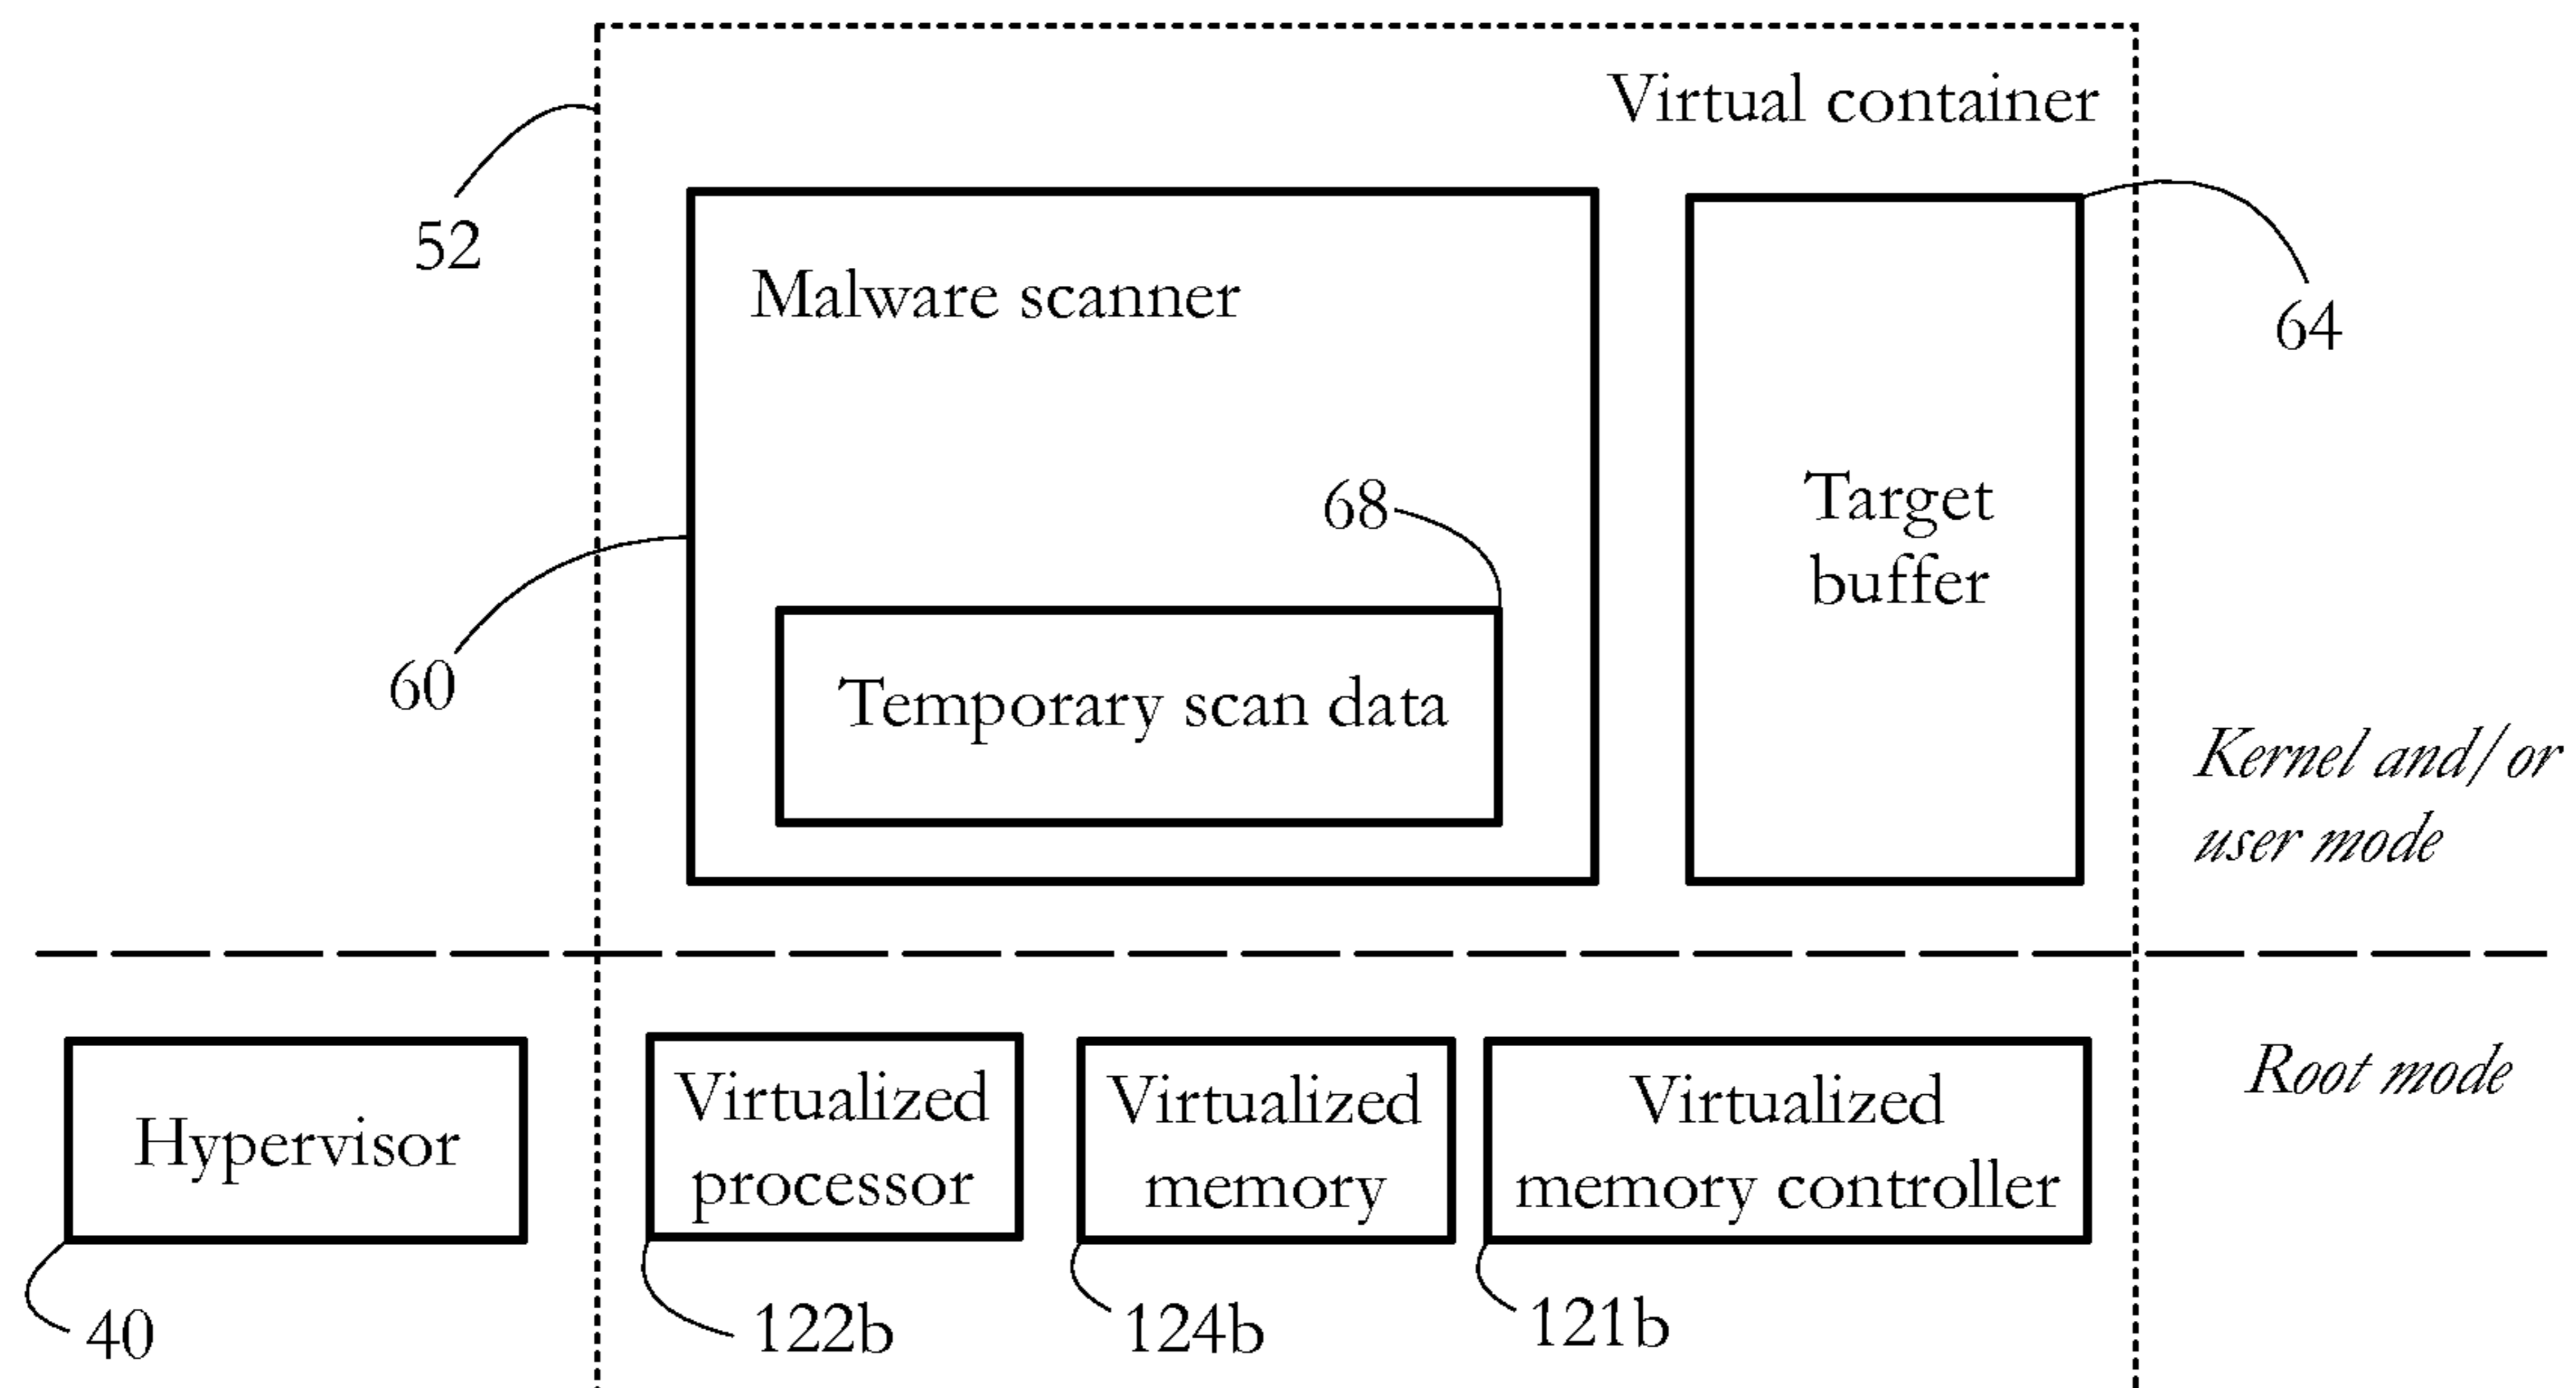 Virtual container
52
Malware scanner
64
68
Target
buffer
60
Temporary scan data
Kernel and/or
user mode
Root mode
Hypervisor
Virtualized
processor
Virtualized
memory
Virtualized
memory controller
40
122b
124b
121b